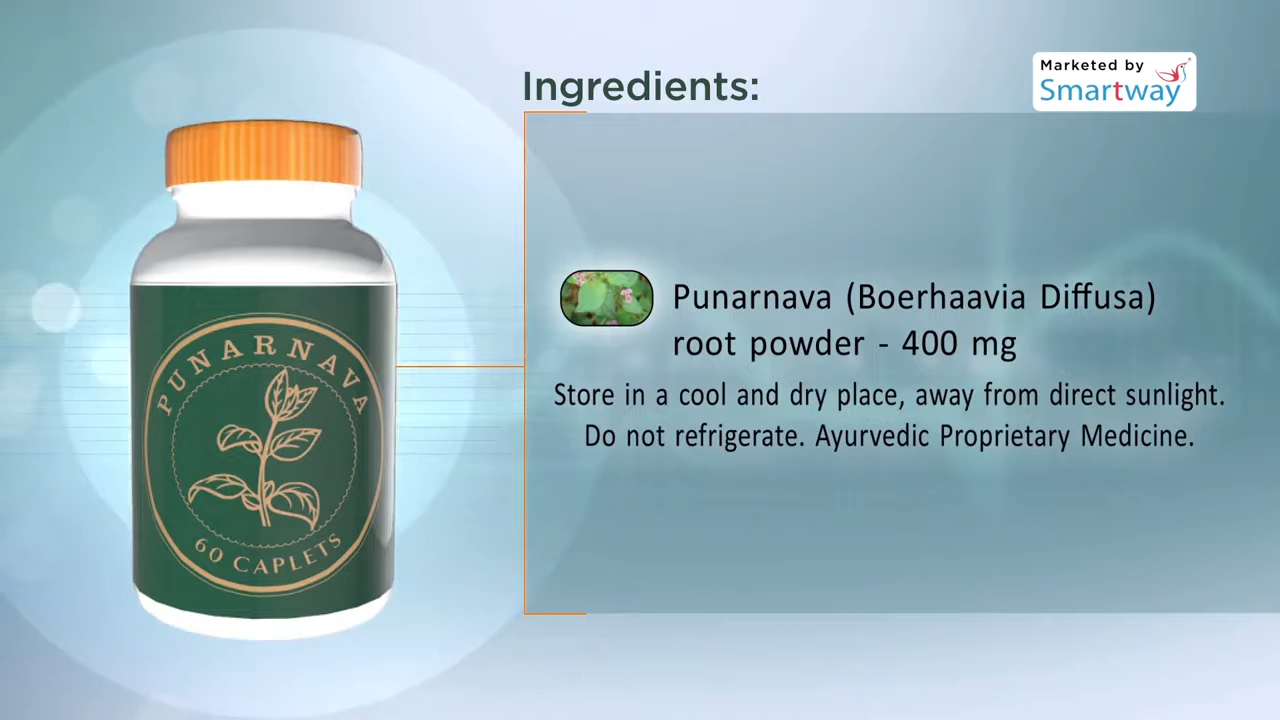 Ingredients:
Marketed by
Smartway
Punarnava (Boerhaavia Diffusa)
root powder - 400 mg
Store in a cool and dry place, away from direct sunlight.
Do not refrigerate. Ayurvedic Proprietary Medicine.
PUNARNAVA
60 CAPLETS